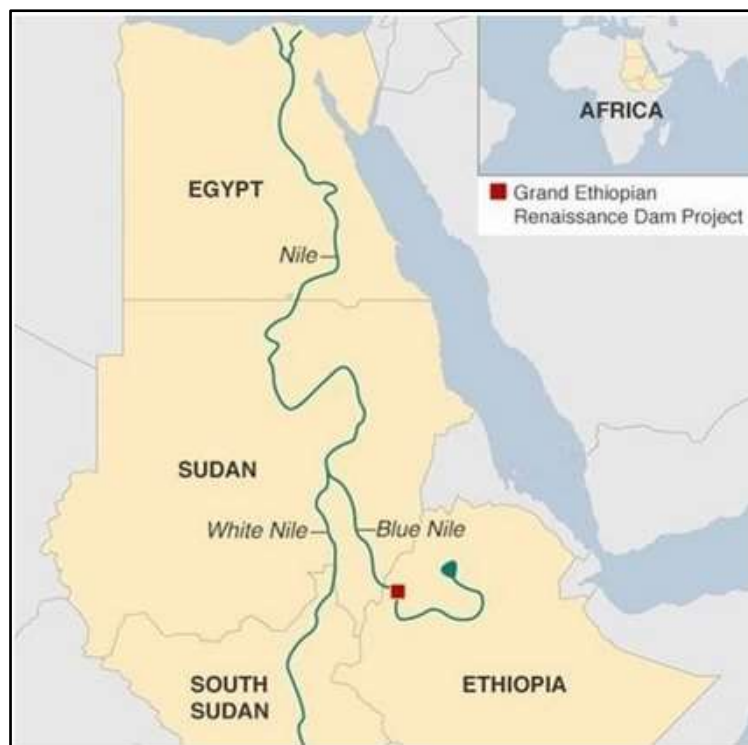 AFRICA
Grand Ethiopian
Renaissance Dam Project
EGYPT
Nile
SUDAN
White Nile
Blue Nile
SOUTH
SUDAN
ETHIOPIA